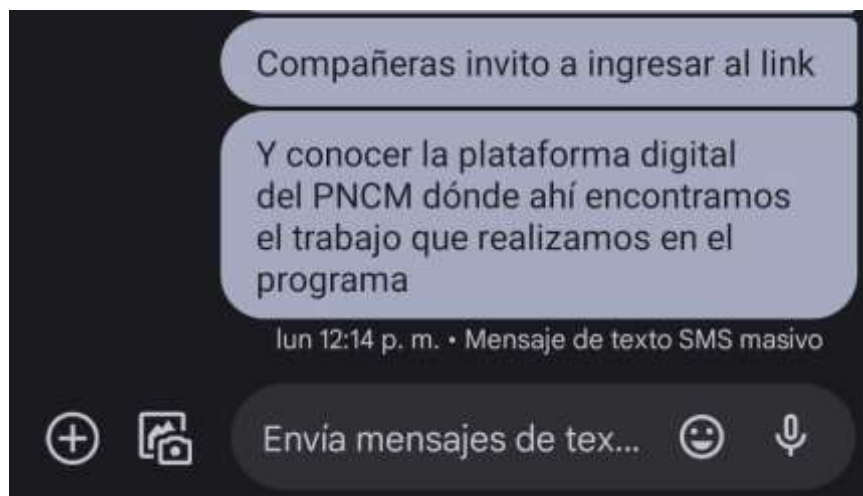 Compañeras invito a ingresar al link
Y conocer la plataforma digital
del PNCM dónde ahí encontramos
el trabajo que realizamos en el
programa
lun 12:14 p. m. • Mensaje de texto SMS masivo
Envía mensajes de tex...